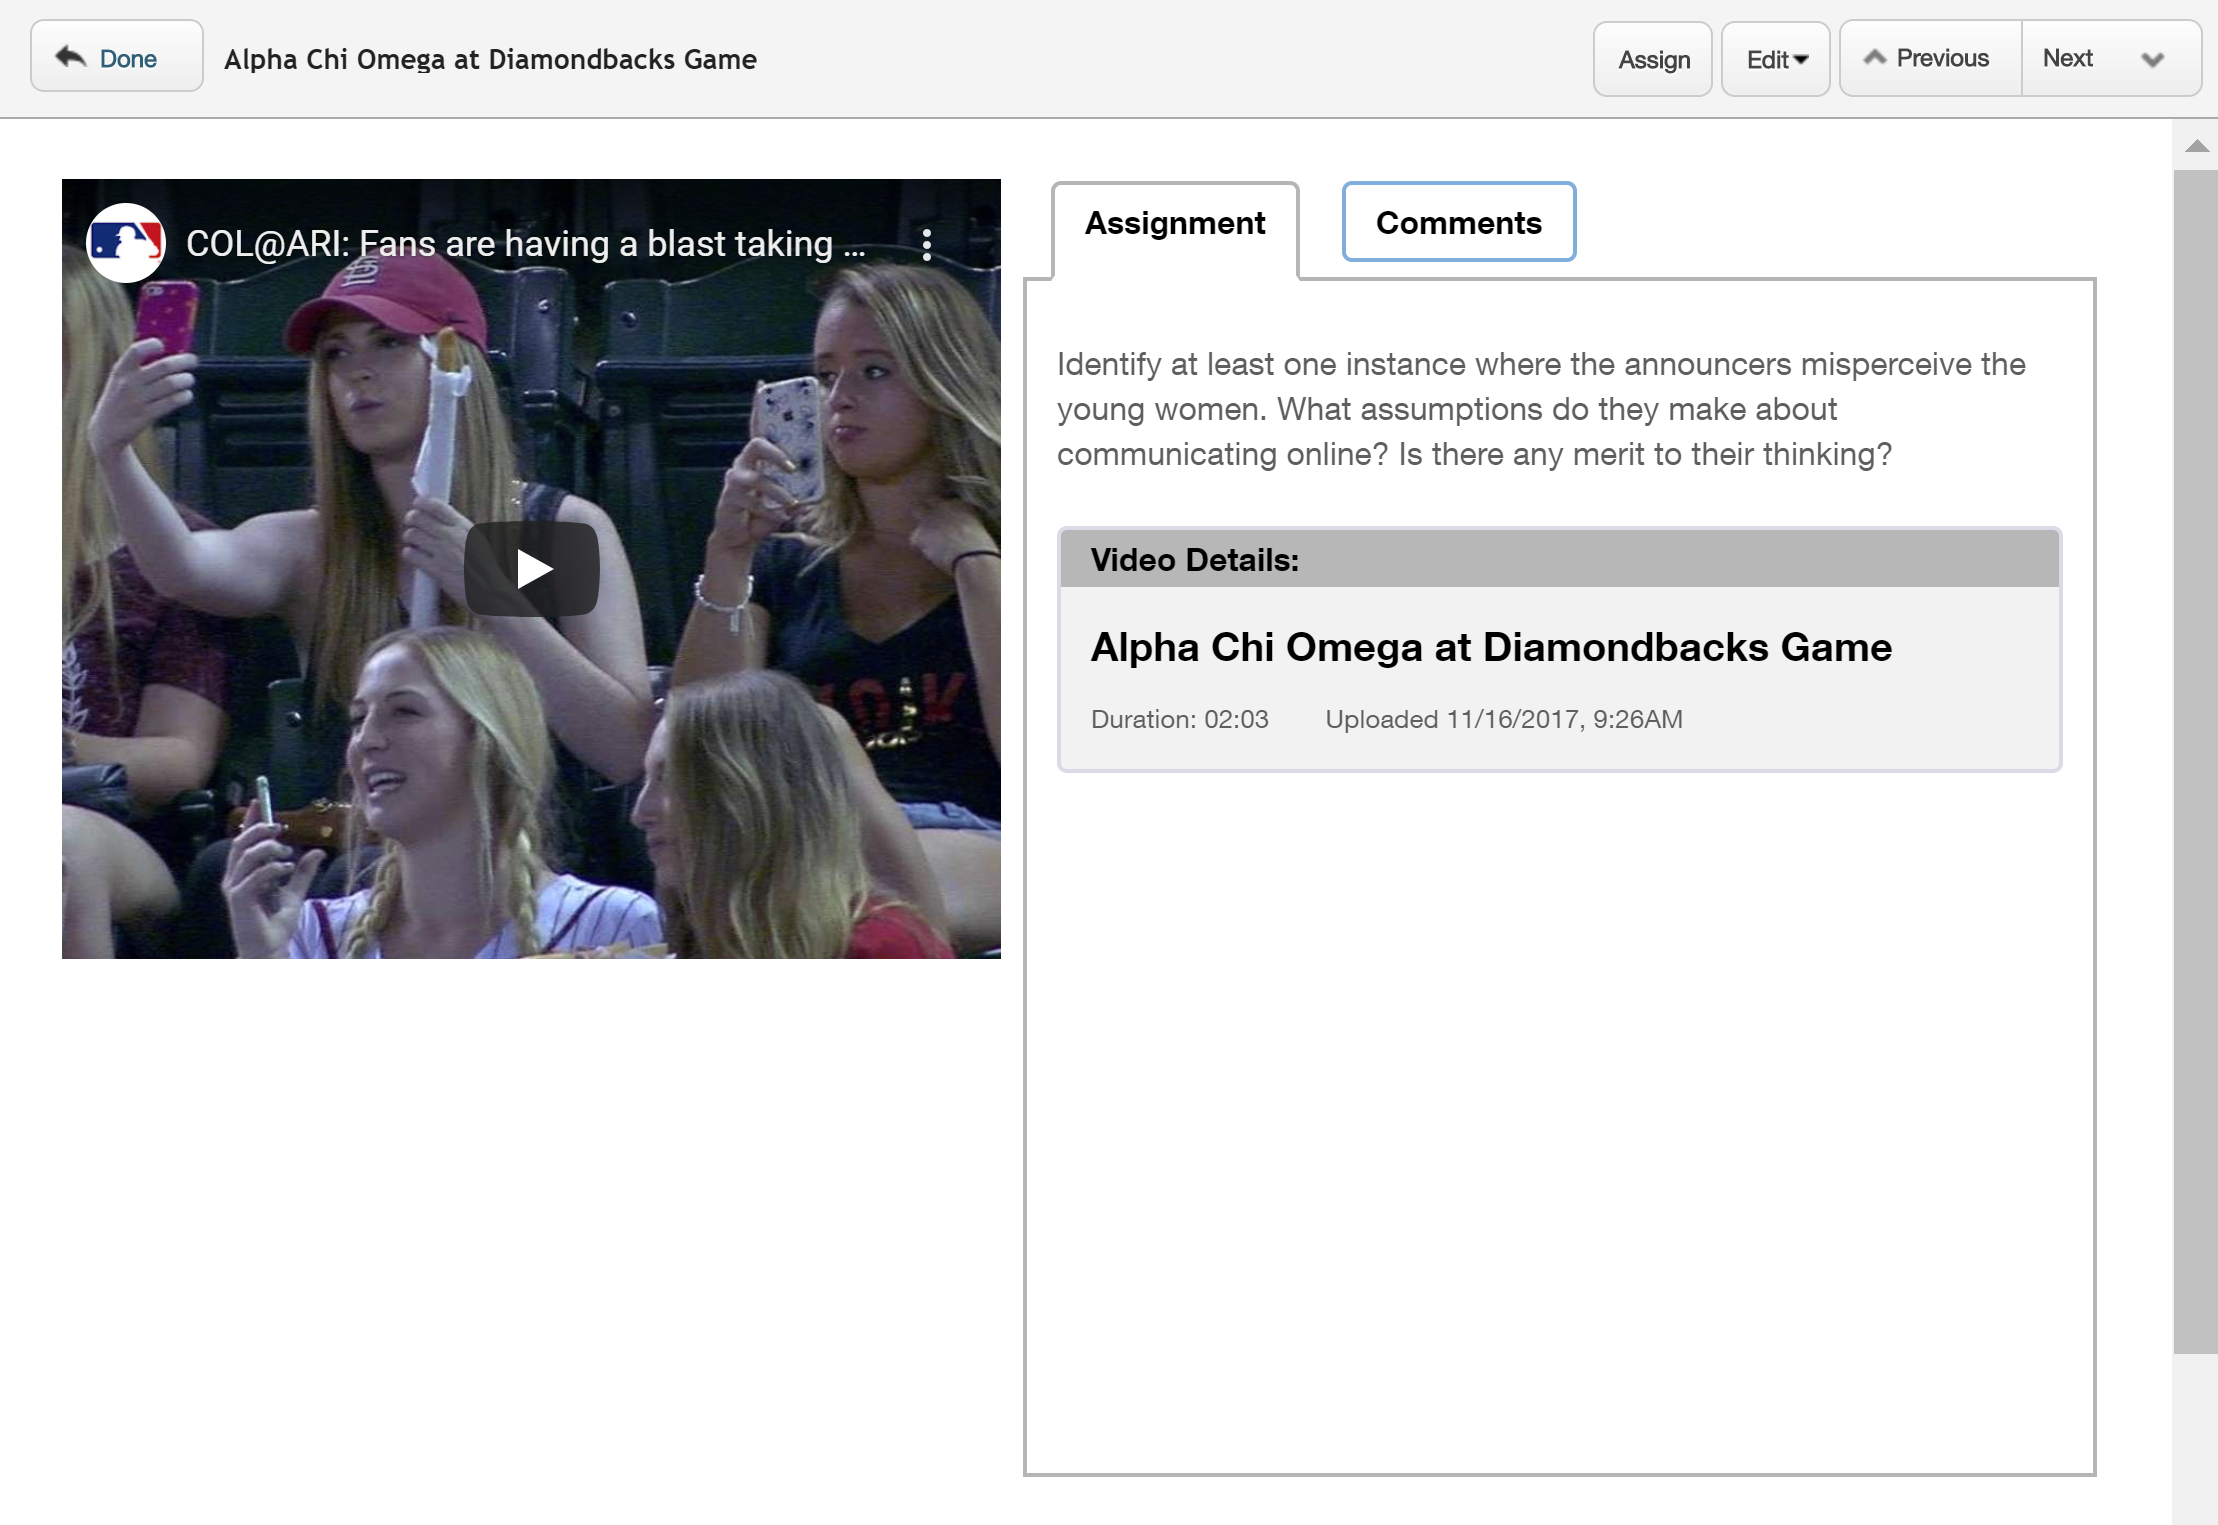 Done
Alpha Chi Omega at Diamondbacks Game
Assign
Edit
Previous
Next
COL@ARI: Fans are having a blast taking ...
Assignment
Comments
Identify at least one instance where the announcers misperceive the
young women. What assumptions do they make about
communicating online? Is there any merit to their thinking?
Video Details:
Alpha Chi Omega at Diamondbacks Game
Duration: 02:03
Uploaded 11/16/2017, 9:26AM